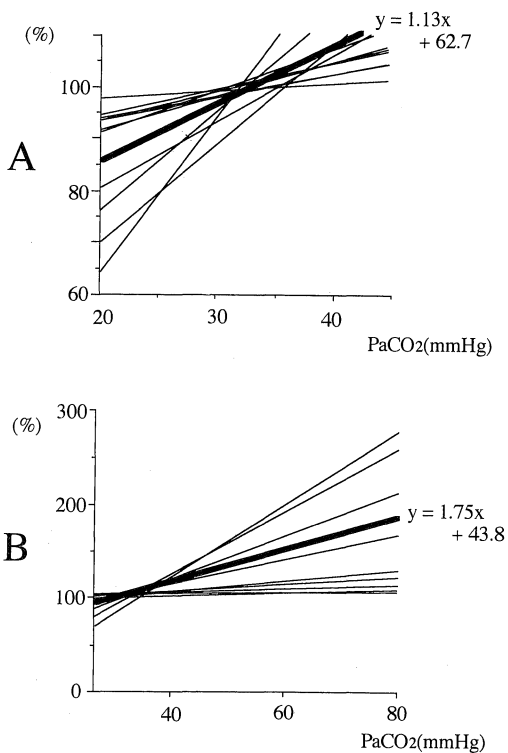 y = 1.13x
+ 62.7
(%)
100
A
80
60
20
30
40
PaCO2(mmHg)
300
(%)
200
y = 1.75x
+ 43.8
B
100
0
40
60
80
PaCO2(mmHg)